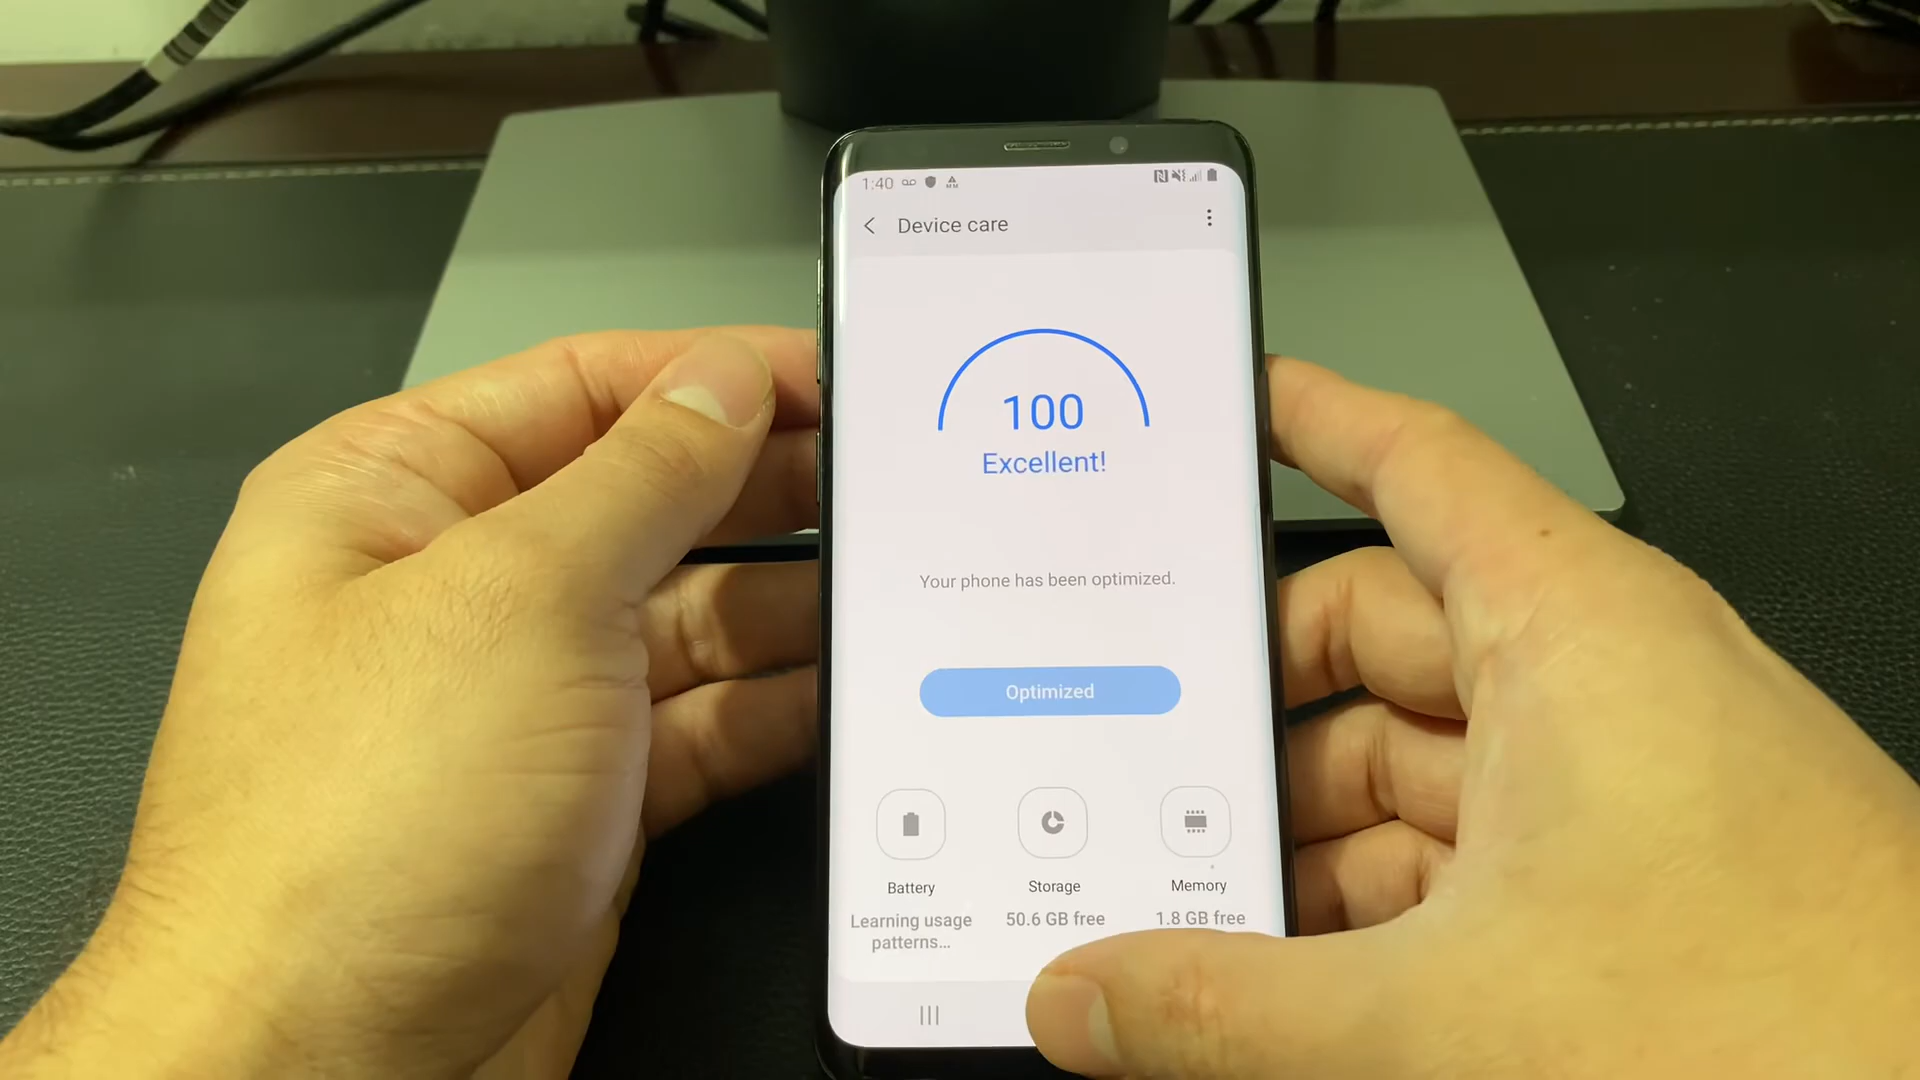 1:40
Device care
100
Excellent!
Your phone has been optimized.
Optimized
Battery
Storage
Memory
Learning usage
patterns...
50.6 GB free
1.8 GB free